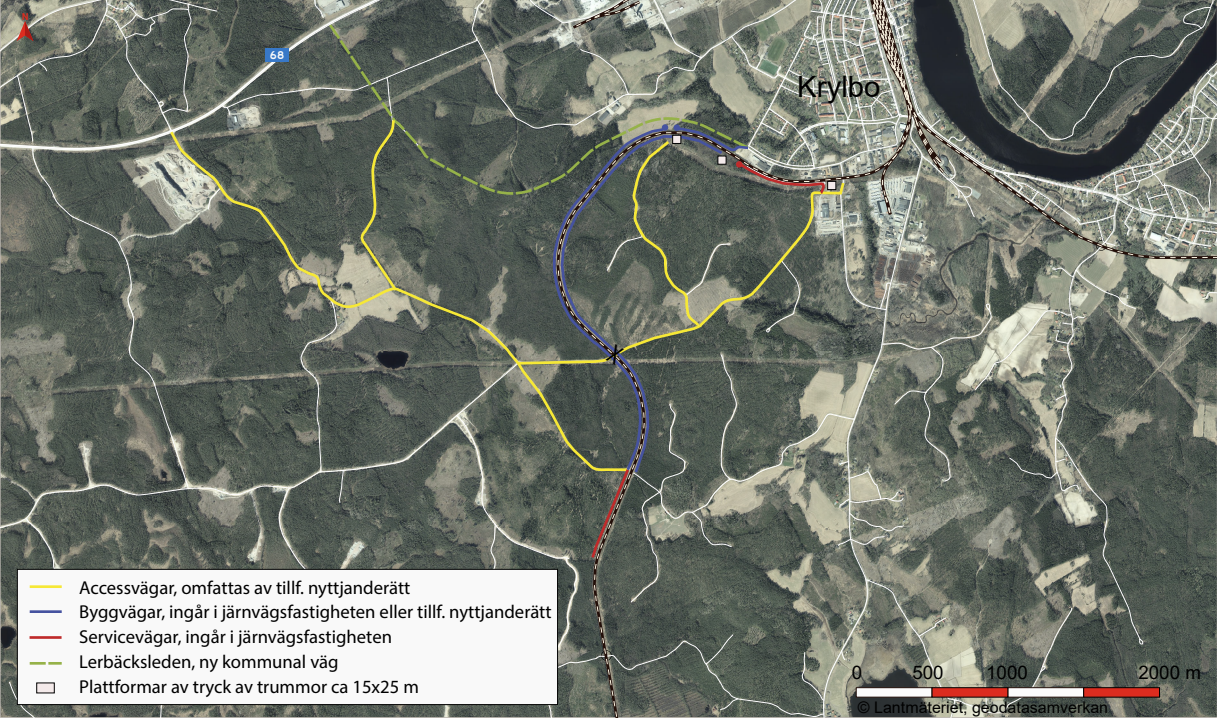 68
Krylbo
Accessvägar, omfattas av tillf. nyttjanderätt
Byggvägar, ingår i järnvägsfastigheten eller tillf. nyttjanderätt
Servicevägar, ingår i järnvägsfastigheten
Lerbäcksleden, ny kommunal väg
Plattformar av tryck av trummor ca 15x25 m
0 500 1000 2000 m
© Lantmäteriet, geodatasamverkan